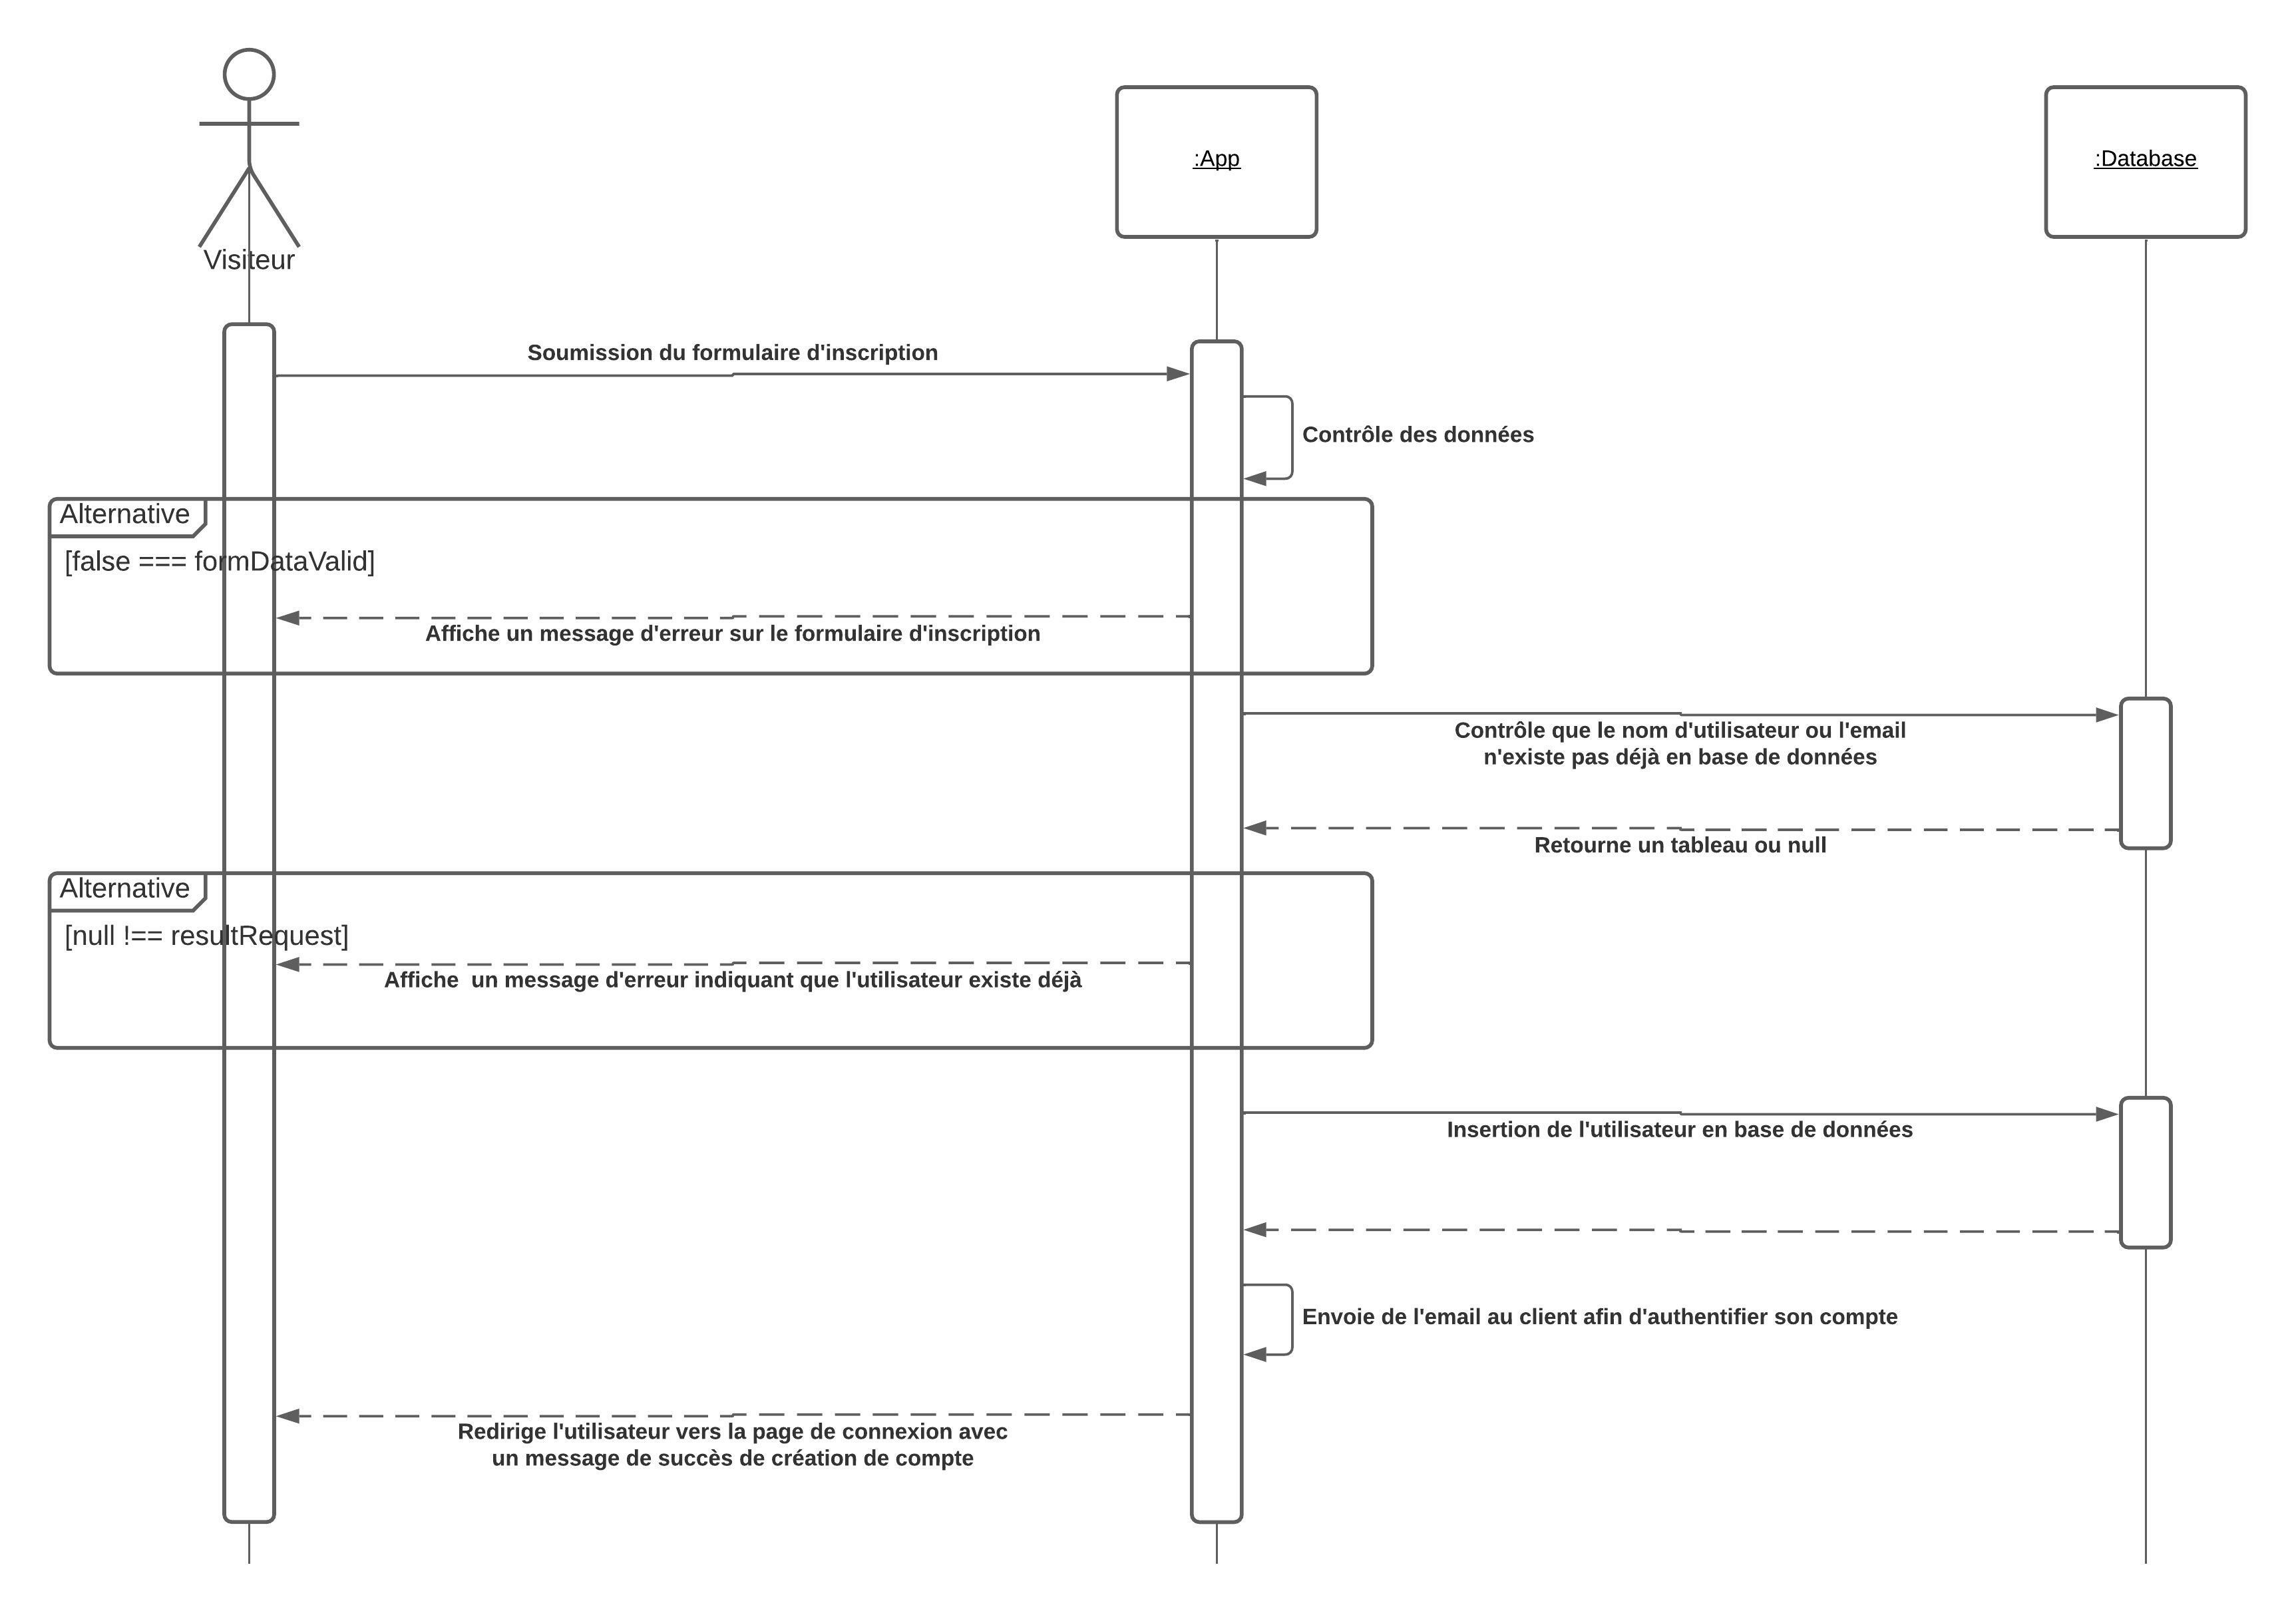 Visiteur
:App
:Database
Soumission du formulaire d'inscription
Contrôle des données
Alternative
[false === formDataValid]
Affiche un message d'erreur sur le formulaire d'inscription
Contrôle que le nom d'utilisateur ou l'email
n'existe pas déjà en base de données
Retourne un tableau ou null
Alternative
[null !== resultRequest]
Affiche  un message d'erreur indiquant que l'utilisateur existe déjà
Insertion de l'utilisateur en base de données
Envoie de l'email au client afin d'authentifier son compte
Redirige l'utilisateur vers la page de connexion avec
un message de succès de création de compte